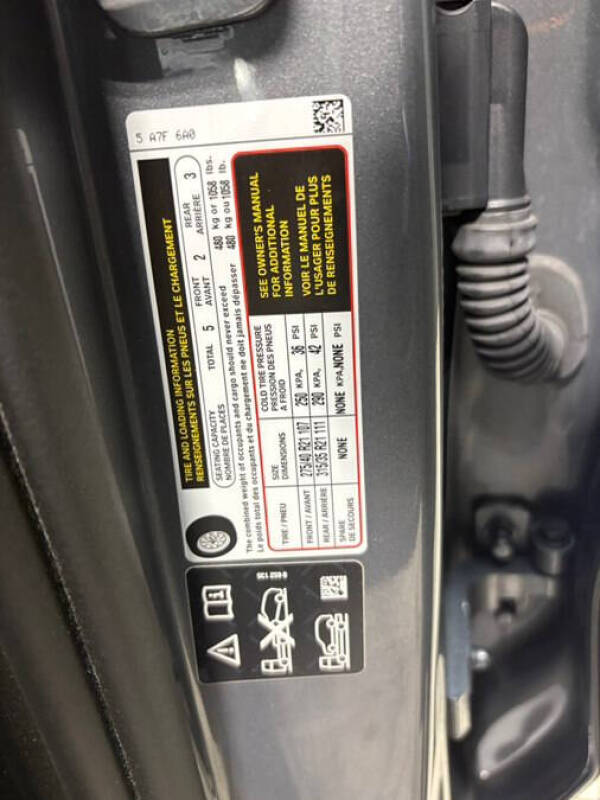 5 A7F 6A0
TIRE AND LOADING INFORMATION
RENSEIGNEMENTS SUR LES PNEUS ET LE CHARGEMENT
SEATING CAPACITY
NOMBRE DE PLACES
TOTAL 5
FRONT
AVANT 2
REAR
ARRIÈRE 3
The combined weight of occupants and cargo should never exceed 480 kg or 1058 lbs.
Le poids total des occupants et du chargement ne doit jamais dépasser 480 kg ou 1058 lb.
TIRE / PNEU
SIZE
DIMENSIONS
COLD TIRE PRESSURE
PRESSION DES PNEUS
A FROID
FRONT / AVANT 275/40 R21 107 250 KPA, 36 PSI
REAR / ARRIÈRE 315/35 R21 111 290 KPA, 42 PSI
SPARE
DE SECOURS
NONE NONE KPA, NONE PSI
SEE OWNER'S MANUAL
FOR ADDITIONAL
INFORMATION
VOIR LE MANUEL DE
L'USAGER POUR PLUS
DE RENSEIGNEMENTS